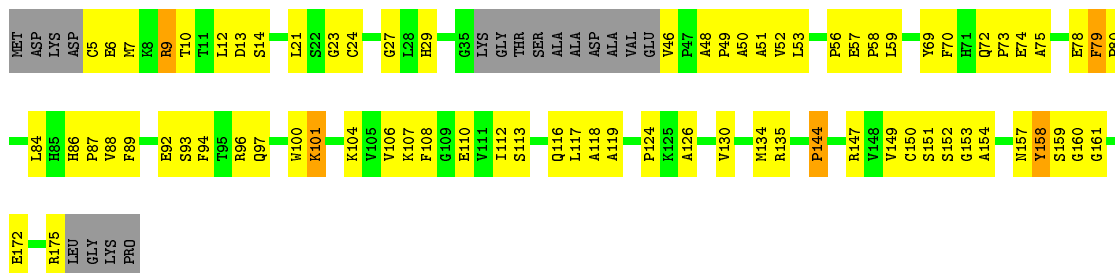 MET ASP LYS ASP C5 E6 M7 K8 R9 T10 T11 L12 D13 S14 L21 S22 G23 C24 G27 L28 H29 G35 LYS GLY THR SER ALA ALA ASP ALA VAL GLU V46 P47 A48 P49 A50 A51 V52 L53 P56 E57 P58 L59 Y69 F70 H71 Q72 P73 E74 A75 E78 F79
L84 H85 H86 P87 V88 F89 E92 S93 F94 T95 R96 Q97 W100 K101 K104 V105 V106 K107 F108 G109 E110 V111 I112 S113 Q116 L117 A118 A119 P124 K125 A126 V130 M134 R135 P144 R147 V148 V149 C150 S151 S152 G153 A154 N157 Y158 S159 G160 G161
E172 R175 LEU GLY LYS PRO